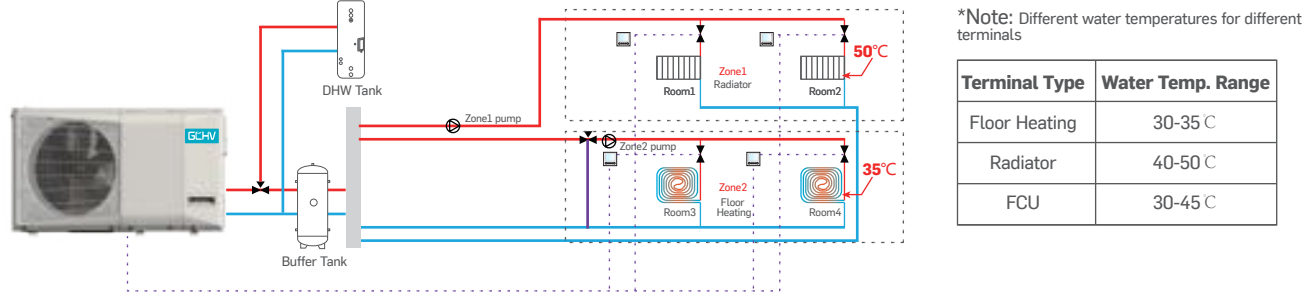 *Note: Different water temperatures for different
terminals
Terminal Type Water Temp. Range
Floor Heating 30-35℃
Radiator 40-50℃
FCU 30-45℃
DHW Tank
GCHV
Buffer Tank
Zone1 pump
Zone2 pump
50℃
Zone1
Radiator
Room1
Room2
35℃
Zone2
Floor
Heating
Room3
Room4